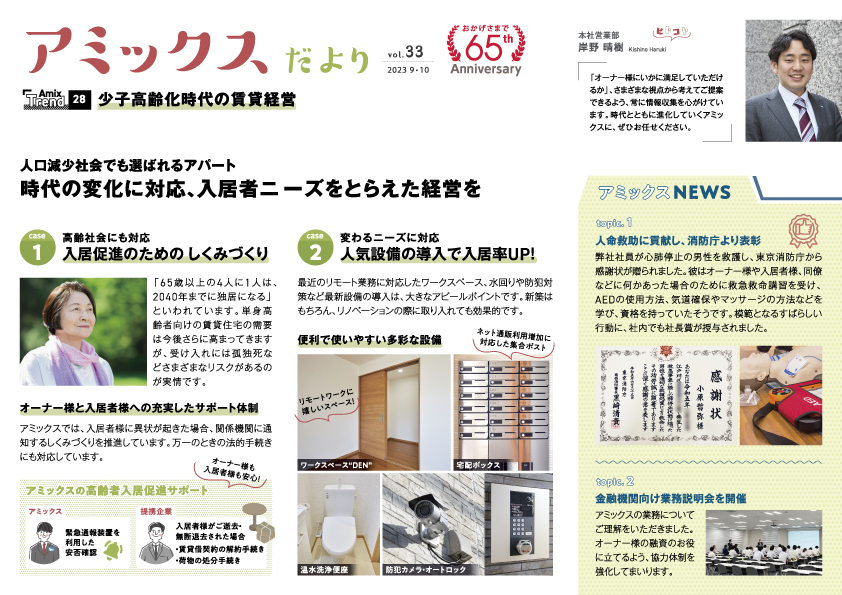 アミックスだより
vol.33
2023 9・10
おかげさまで
65th
Anniversary
本社営業部
ヒトコト
岸野 晴樹 Kishino Haruki
「オーナー様にいかに満足していただけ
るか」、さまざまな視点から考えてご提案
できるよう、常に情報収集を心がけてい
ます。時代とともに進化していくアミッ
クスに、ぜひお任せください。
Amix Trend 28 少子高齢化時代の賃貸経営
人口減少社会でも選ばれるアパート
時代の変化に対応、入居者ニーズをとらえた経営を
case 1
高齢社会にも対応
入居促進のための しくみづくり
「65歳以上の4人に1人は、
2040年までに独居になる」
といわれています。単身高
齢者向けの賃貸住宅の需要
は今後さらに高まってきます
が、受け入れには孤独死な
どさまざまなリスクがあるの
が実情です。
オーナー様と入居者様への充実したサポート体制
アミックスでは、入居者様に異状が起きた場合、関係機関に通
知するしくみづくりを推進しています。万一のときの法的手続き
にも対応しています。
オーナー様も
入居者様も安心!
アミックスの高齢者入居促進サポート
アミックス
緊急通報装置を
利用した
安否確認
提携企業
入居者様がご逝去・
無断退去された場合
・賃貸借契約の解約手続き
・荷物の処分手続き
case 2
変わるニーズに対応
人気設備の導入で入居率UP!
最近のリモート業務に対応したワークスペース、水回りや防犯対
策など最新設備の導入は、大きなアピールポイントです。新築は
もちろん、リノベーションの際に取り入れても効果的です。
便利で使いやすい多彩な設備
ネット通販利用増加に
対応した集合ポスト
リモートワークに
嬉しいスペース!
ワークスペース“DEN”
宅配ボックス
温水洗浄便座
防犯カメラ・オートロック
アミックスNEWS
topic. 1
人命救助に貢献し、消防庁より表彰
弊社社員が心肺停止の男性を救護し、東京消防庁から
感謝状が贈られました。彼はオーナー様や入居者様、同僚
などに何かあった場合のために救急救命講習を受け、
AEDの使用方法、気道確保やマッサージの方法などを
学び、資格を持っていたそうです。模範となるすばらしい
行動に、社内でも社長賞が授与されました。
感謝状
小原哲弥 様
topic. 2
金融機関向け業務説明会を開催
アミックスの業務について
ご理解をいただきました。
オーナー様の融資のお役
に立てるよう、協力体制を
強化してまいります。